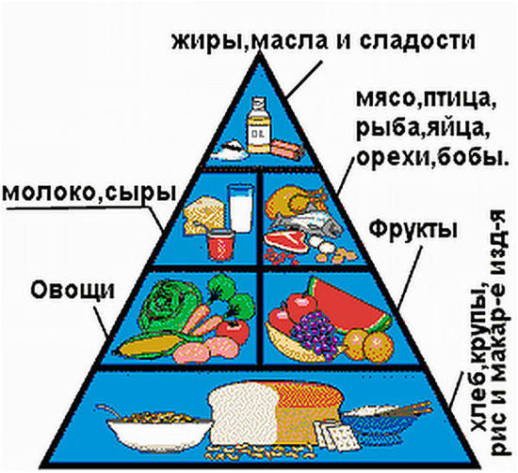 жиры,масла и сладости
мясо,птица,
рыба,яйца,
орехи,бобы.
молоко,сыры
Фрукты
Овощи
хлеб,крупы,
рис и макар-е изд-я
OIL